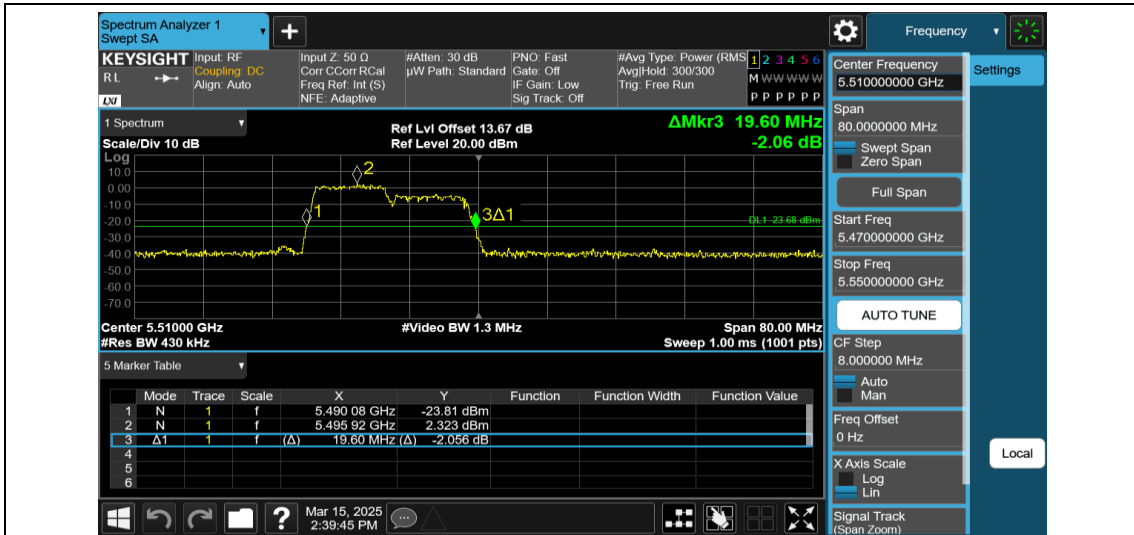 Spectrum Analyzer 1
Swept SA
+
Frequency
KEYSIGHT
R L
LXI
Input: RF
Coupling: DC
Align: Auto
Input Z: 50 Ω
Corr CCorr RCal
Freq Ref: Int (S)
NFE: Adaptive
#Atten: 30 dB
µW Path: Standard
PNO: Fast
Gate: Off
IF Gain: Low
Sig Track: Off
#Avg Type: Power (RMS
Avg|Hold: 300/300
Trig: Free Run
1 2 3 4 5 6
M W W W W W
P P P P P P
1 Spectrum
Scale/Div 10 dB
Ref Lvl Offset 13.67 dB
Ref Level 20.00 dBm
ΔMkr3 19.60 MHz
-2.06 dB
Log
10.0
0.00
-10.0
-20.0
-30.0
-40.0
-50.0
-60.0
-70.0
2
1
3Δ1
DL1 -23.68 dBm
Center 5.51000 GHz
#Video BW 1.3 MHz
Span 80.00 MHz
#Res BW 430 kHz
Sweep 1.00 ms (1001 pts)
5 Marker Table
Mode Trace Scale X Y Function Function Width Function Value
1 N 1 f 5.490 08 GHz -23.81 dBm
2 N 1 f 5.495 92 GHz 2.323 dBm
3 Δ1 1 f (Δ) 19.60 MHz (Δ) -2.056 dB
4
5
6
Mar 15, 2025
2:39:45 PM
?
Center Frequency
5.510000000 GHz
Span
80.0000000 MHz
Swept Span
Zero Span
Full Span
Start Freq
5.470000000 GHz
Stop Freq
5.550000000 GHz
AUTO TUNE
CF Step
8.000000 MHz
Auto
Man
Freq Offset
0 Hz
X Axis Scale
Log
Lin
Signal Track
(Span Zoom)
Settings
Local